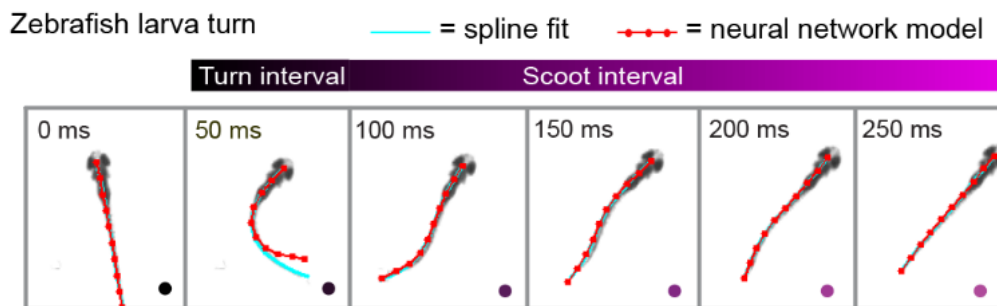 Zebrafish larva turn
= spline fit
= neural network model
Turn interval
Scoot interval
0 ms
50 ms
100 ms
150 ms
200 ms
250 ms